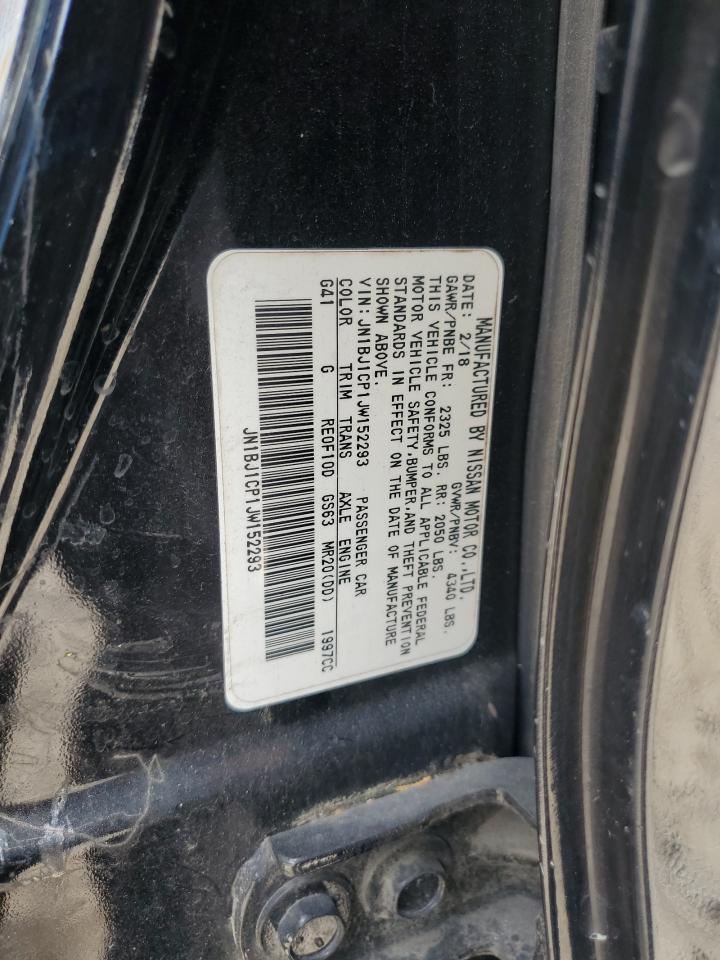 MANUFACTURED BY NISSAN MOTOR CO.,LTD.
DATE: 2/18 GVWR/PNBV: 4340 LBS.
GAWR/PNBE FR: 2325 LBS. RR: 2050 LBS.
THIS VEHICLE CONFORMS TO ALL APPLICABLE FEDERAL
MOTOR VEHICLE SAFETY,BUMPER,AND THEFT PREVENTION
STANDARDS IN EFFECT ON THE DATE OF MANUFACTURE
SHOWN ABOVE.
VIN:JN1BJ1CP1JW152293 PASSENGER CAR
COLOR TRIM TRANS AXLE ENGINE
G41 G RE0F10D GS63 MR20(DD) 1997CC
JN1BJ1CP1JW152293